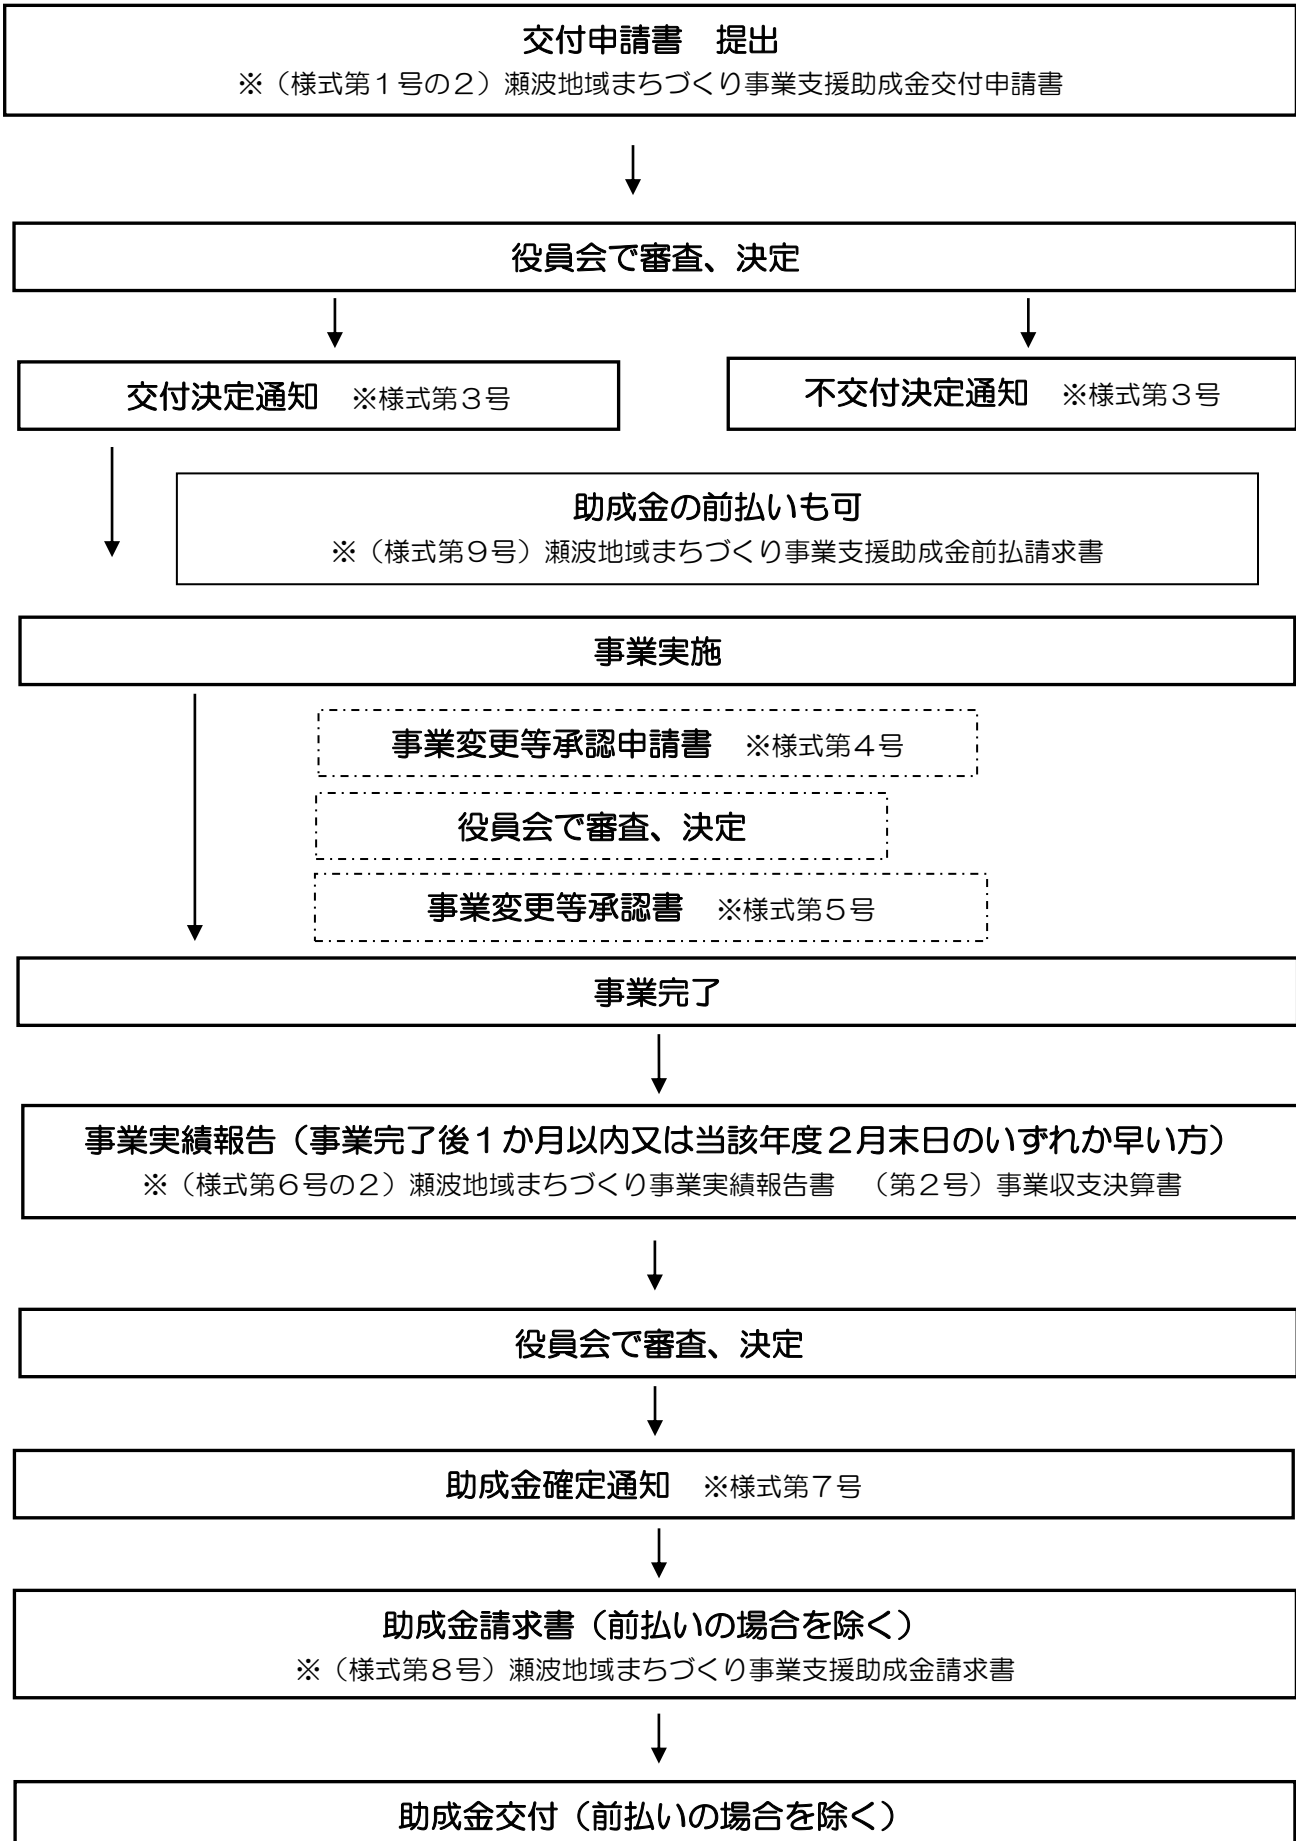 交付申請書　提出
※（様式第１号の２）瀬波地域まちづくり事業支援助成金交付申請書
役員会で審査、決定
交付決定通知　※様式第３号
不交付決定通知　※様式第３号
助成金の前払いも可
※（様式第９号）瀬波地域まちづくり事業支援助成金前払請求書
事業実施
事業変更等承認申請書　※様式第４号
役員会で審査、決定
事業変更等承認書　※様式第５号
事業完了
事業実績報告（事業完了後１か月以内又は当該年度２月末日のいずれか早い方）
※（様式第６号の２）瀬波地域まちづくり事業実績報告書　（第２号）事業収支決算書
役員会で審査、決定
助成金確定通知　※様式第７号
助成金請求書（前払いの場合を除く）
※（様式第８号）瀬波地域まちづくり事業支援助成金請求書
助成金交付（前払いの場合を除く）